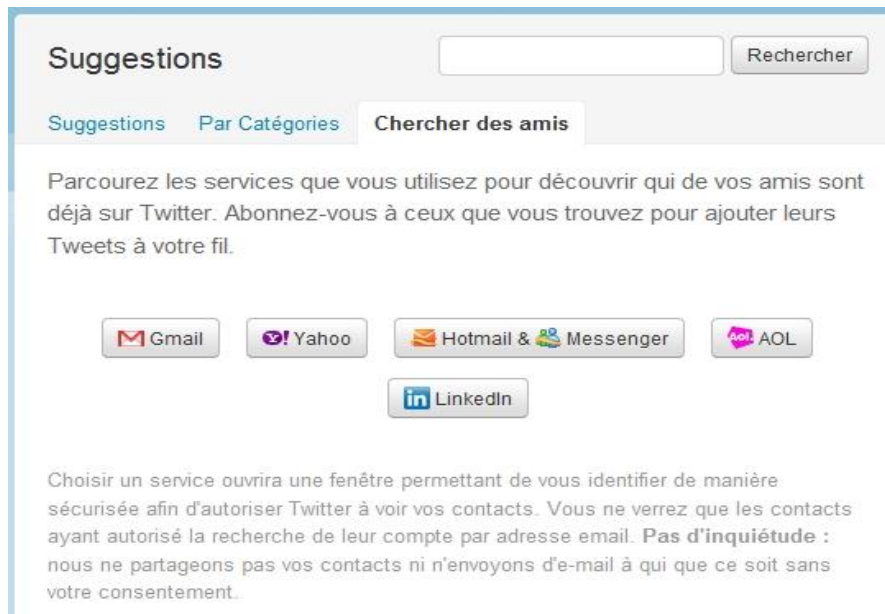 Suggestions
Rechercher
Suggestions Par Catégories Chercher des amis
Parcourez les services que vous utilisez pour découvrir qui de vos amis sont
déjà sur Twitter. Abonnez-vous à ceux que vous trouvez pour ajouter leurs
Tweets à votre fil.
Gmail Y! Yahoo Hotmail & Messenger Aol. AOL
in LinkedIn
Choisir un service ouvrira une fenêtre permettant de vous identifier de manière
sécurisée afin d'autoriser Twitter à voir vos contacts. Vous ne verrez que les contacts
ayant autorisé la recherche de leur compte par adresse email. Pas d'inquiétude :
nous ne partageons pas vos contacts ni n'envoyons d'e-mail à qui que ce soit sans
votre consentement.